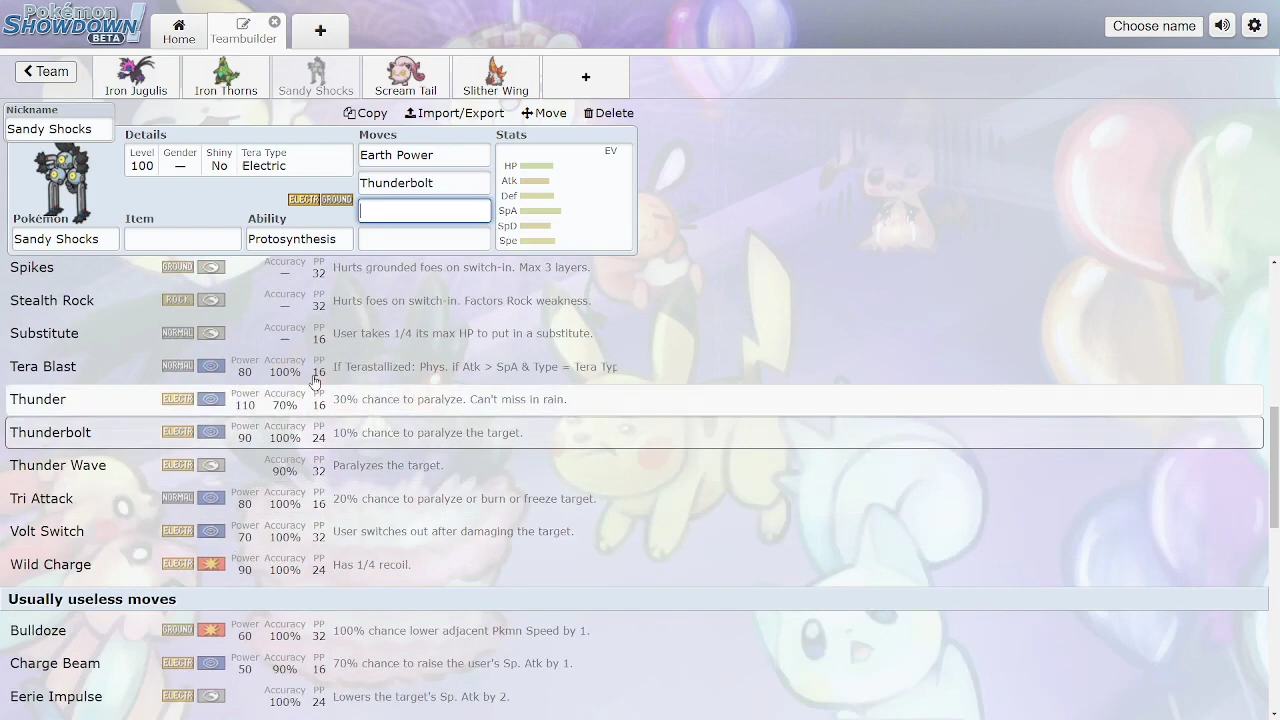 Pokémon
SHOWDOWN!
BETA
Home
Teambuilder
+
Choose name
Team
Iron Jugulis
Iron Thorns
Sandy Shocks
Scream Tail
Slither Wing
+
Nickname
Sandy Shocks
Copy Import/Export Move Delete
Details
Level Gender Shiny Tera Type
100 — No Electric
ELECTR GROUND
Pokémon Item Ability
Sandy Shocks Protosynthesis
Moves
Earth Power
Thunderbolt
Stats
EV
HP
Atk
Def
SpA
SpD
Spe
Spikes GROUND Accuracy — PP 32 Hurts grounded foes on switch-in. Max 3 layers.
Stealth Rock ROCK Accuracy — PP 32 Hurts foes on switch-in. Factors Rock weakness.
Substitute NORMAL Accuracy — PP 16 User takes 1/4 its max HP to put in a substitute.
Tera Blast NORMAL Power 80 Accuracy 100% PP 16 If Terastallized: Phys. if Atk > SpA & Type = Tera Typ
Thunder ELECTR Power 110 Accuracy 70% PP 16 30% chance to paralyze. Can't miss in rain.
Thunderbolt ELECTR Power 90 Accuracy 100% PP 24 10% chance to paralyze the target.
Thunder Wave ELECTR Accuracy 90% PP 32 Paralyzes the target.
Tri Attack NORMAL Power 80 Accuracy 100% PP 16 20% chance to paralyze or burn or freeze target.
Volt Switch ELECTR Power 70 Accuracy 100% PP 32 User switches out after damaging the target.
Wild Charge ELECTR Power 90 Accuracy 100% PP 24 Has 1/4 recoil.
Usually useless moves
Bulldoze GROUND Power 60 Accuracy 100% PP 32 100% chance lower adjacent Pkmn Speed by 1.
Charge Beam ELECTR Power 50 Accuracy 90% PP 16 70% chance to raise the user's Sp. Atk by 1.
Eerie Impulse ELECTR Accuracy 100% PP 24 Lowers the target's Sp. Atk by 2.